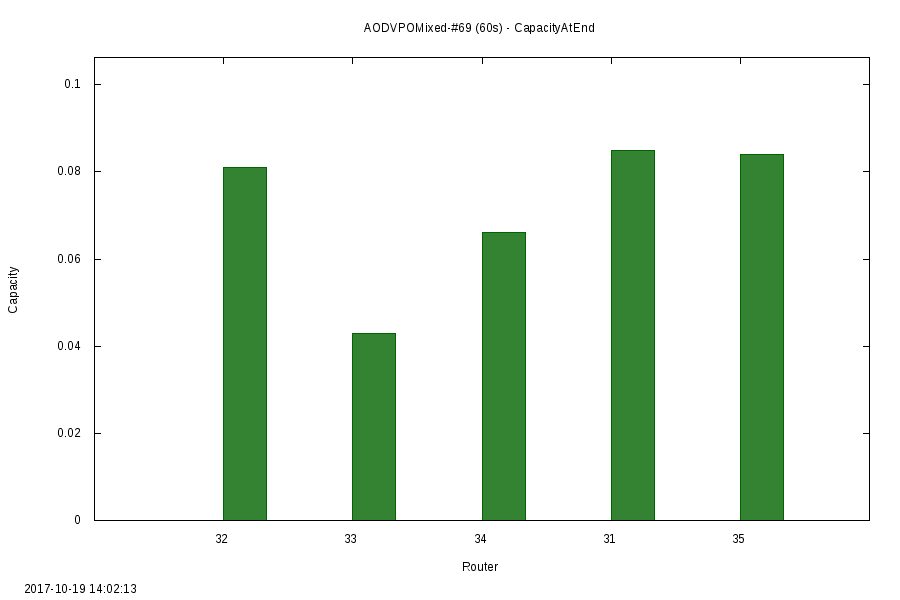 AODVPOMixed-#69 (60s) - CapacityAtEnd
0.1
0.08
0.06
0.04
0.02
0
Capacity
32 33 34 31 35
Router
2017-10-19 14:02:13